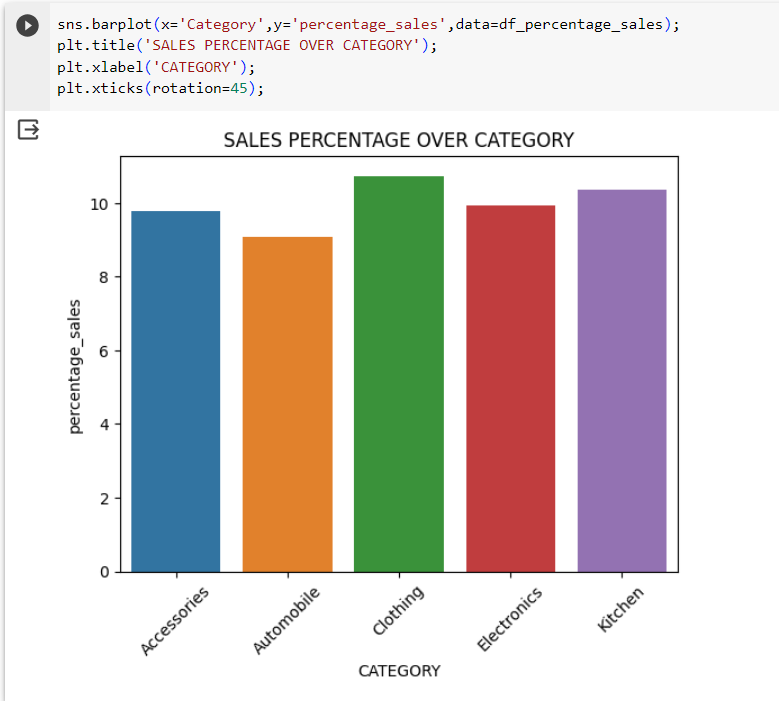 sns.barplot(x='Category',y='percentage_sales',data=df_percentage_sales);
plt.title('SALES PERCENTAGE OVER CATEGORY');
plt.xlabel('CATEGORY');
plt.xticks(rotation=45);
SALES PERCENTAGE OVER CATEGORY
10
8
6
4
2
0
percentage_sales
Accessories
Automobile
Clothing
Electronics
Kitchen
CATEGORY